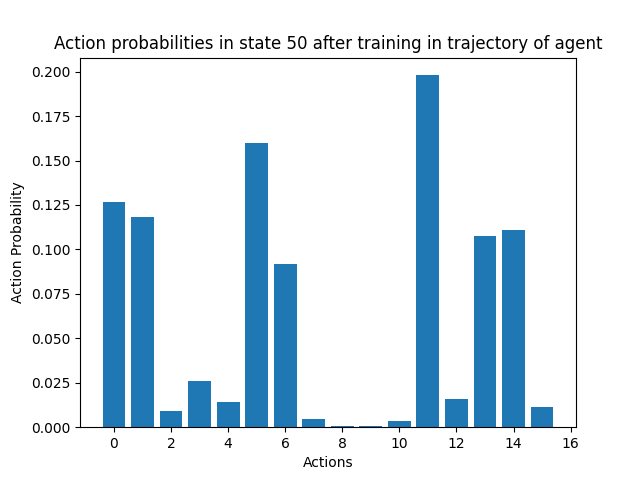 Action probabilities in state 50 after training in trajectory of agent
0.200
0.175
0.150
0.125
0.100
0.075
0.050
0.025
0.000
Action Probability
0 2 4 6 8 10 12 14 16
Actions